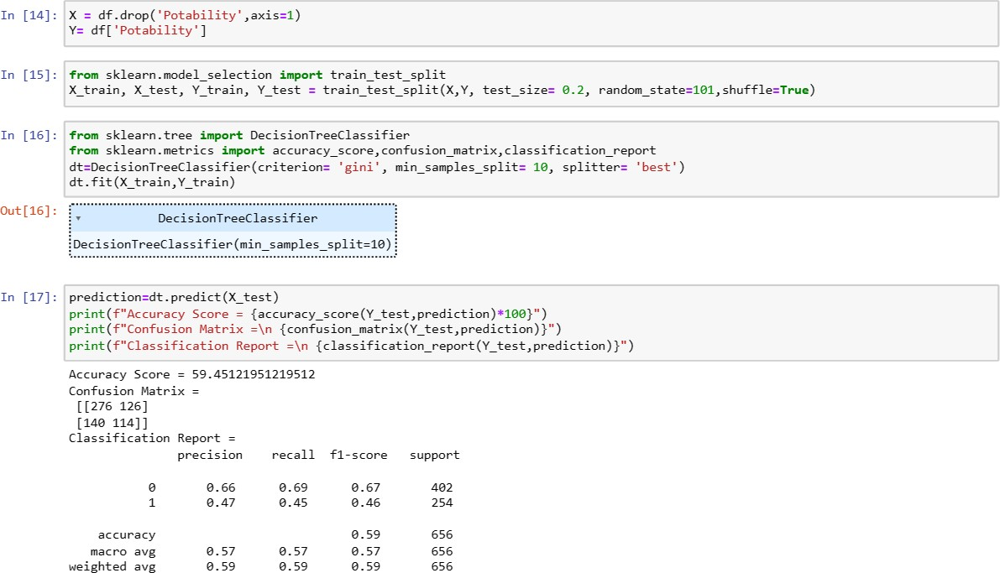 In [14]: X = df.drop('Potability',axis=1)
Y= df['Potability']
In [15]: from sklearn.model_selection import train_test_split
X_train, X_test, Y_train, Y_test = train_test_split(X,Y, test_size= 0.2, random_state=101,shuffle=True)
In [16]: from sklearn.tree import DecisionTreeClassifier
from sklearn.metrics import accuracy_score,confusion_matrix,classification_report
dt=DecisionTreeClassifier(criterion= 'gini', min_samples_split= 10, splitter= 'best')
dt.fit(X_train,Y_train)
Out[16]: ▾ DecisionTreeClassifier
DecisionTreeClassifier(min_samples_split=10)
In [17]: prediction=dt.predict(X_test)
print(f"Accuracy Score = {accuracy_score(Y_test,prediction)*100}")
print(f"Confusion Matrix =\n {confusion_matrix(Y_test,prediction)}")
print(f"Classification Report =\n {classification_report(Y_test,prediction)}")
Accuracy Score = 59.45121951219512
Confusion Matrix =
[[276 126]
[140 114]]
Classification Report =
precision recall f1-score support
0 0.66 0.69 0.67 402
1 0.47 0.45 0.46 254
accuracy 0.59 656
macro avg 0.57 0.57 0.57 656
weighted avg 0.59 0.59 0.59 656